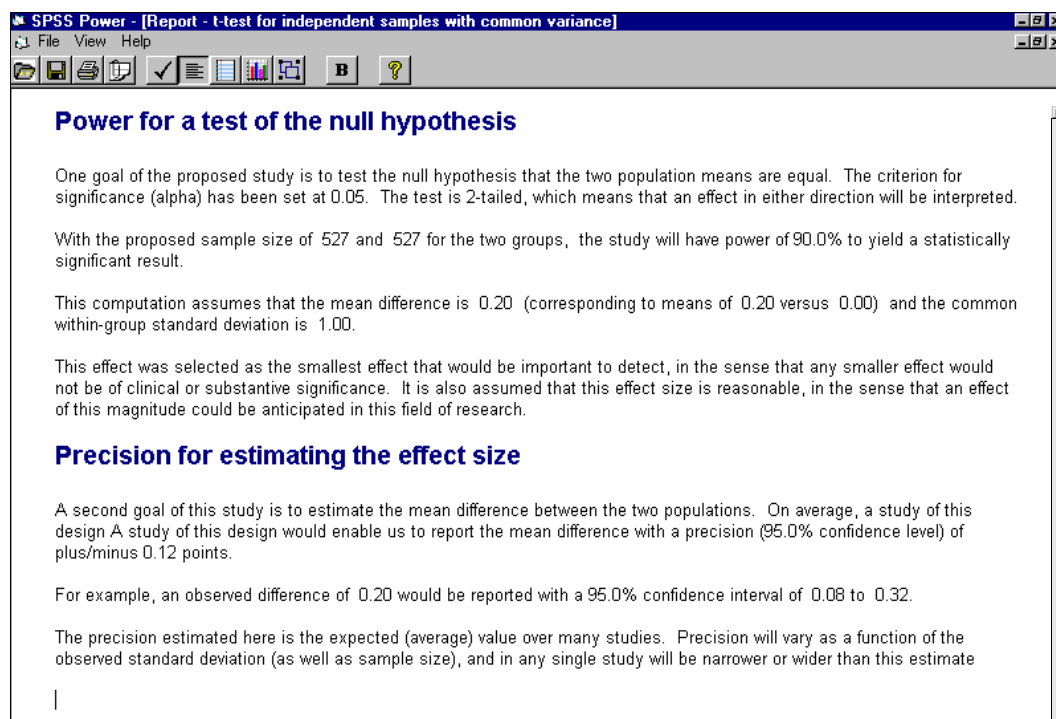 SPSS Power - [Report - t-test for independent samples with common variance]
File View Help
B ?
Power for a test of the null hypothesis
One goal of the proposed study is to test the null hypothesis that the two population means are equal. The criterion for
significance (alpha) has been set at 0.05. The test is 2-tailed, which means that an effect in either direction will be interpreted.
With the proposed sample size of 527 and 527 for the two groups, the study will have power of 90.0% to yield a statistically
significant result.
This computation assumes that the mean difference is 0.20 (corresponding to means of 0.20 versus 0.00) and the common
within-group standard deviation is 1.00.
This effect was selected as the smallest effect that would be important to detect, in the sense that any smaller effect would
not be of clinical or substantive significance. It is also assumed that this effect size is reasonable, in the sense that an effect
of this magnitude could be anticipated in this field of research.
Precision for estimating the effect size
A second goal of this study is to estimate the mean difference between the two populations. On average, a study of this
design A study of this design would enable us to report the mean difference with a precision (95.0% confidence level) of
plus/minus 0.12 points.
For example, an observed difference of 0.20 would be reported with a 95.0% confidence interval of 0.08 to 0.32.
The precision estimated here is the expected (average) value over many studies. Precision will vary as a function of the
observed standard deviation (as well as sample size), and in any single study will be narrower or wider than this estimate